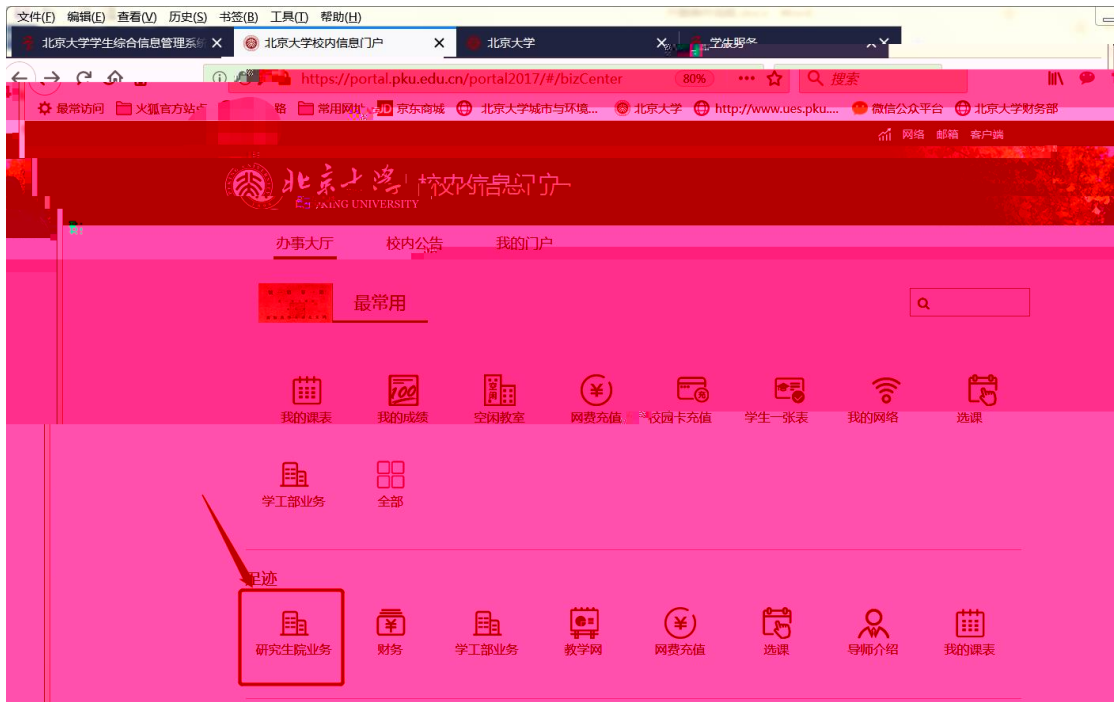 文件(F) 编辑(E) 查看(V) 历史(S) 书签(B) 工具(T) 帮助(H)
北京大学学生综合信息管理系统 北京大学校内信息门户 北京大学
https://portal.pku.edu.cn/portal2017/#/bizCenter 80% 搜索
最常访问 火狐官方站点 常用网址 JD 京东商城 北京大学城市与环境... 北京大学 http://www.ues.pku.... 微信公众平台 北京大学财务部
网络 邮箱 客户端
北京大学 校内信息门户
UNIVERSITY
办事大厅 校内公告 我的门户
最常用
我的课表 我的成绩 空闲教室 网费充值 校园卡充值 学生一张表 我的网络 选课
学工部业务 全部
足迹
研究生院业务 财务 学工部业务 教学网 网费充值 选课 导师介绍 我的课表